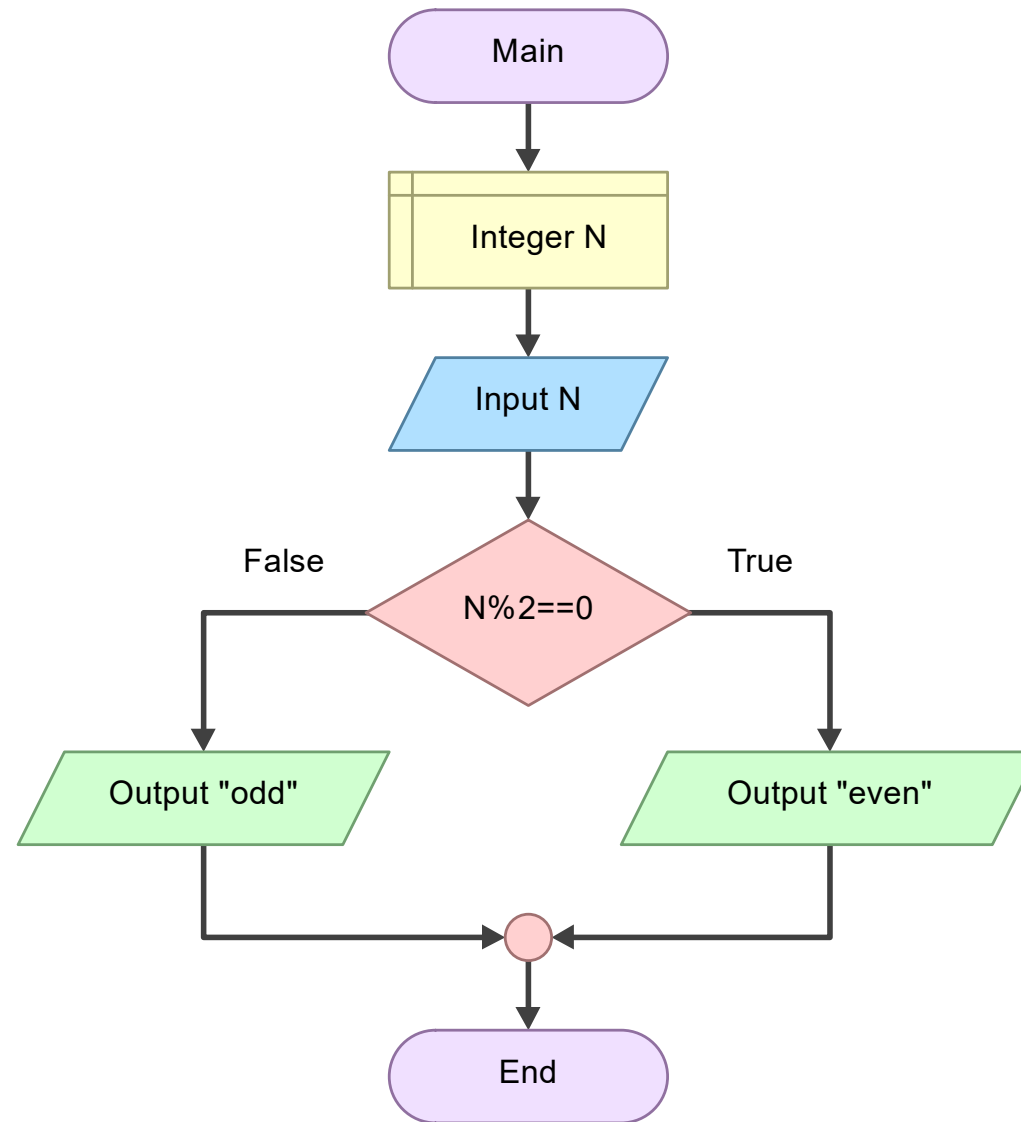 Main
Integer N
Input N
False
True
N%2==0
Output "odd"
Output "even"
End